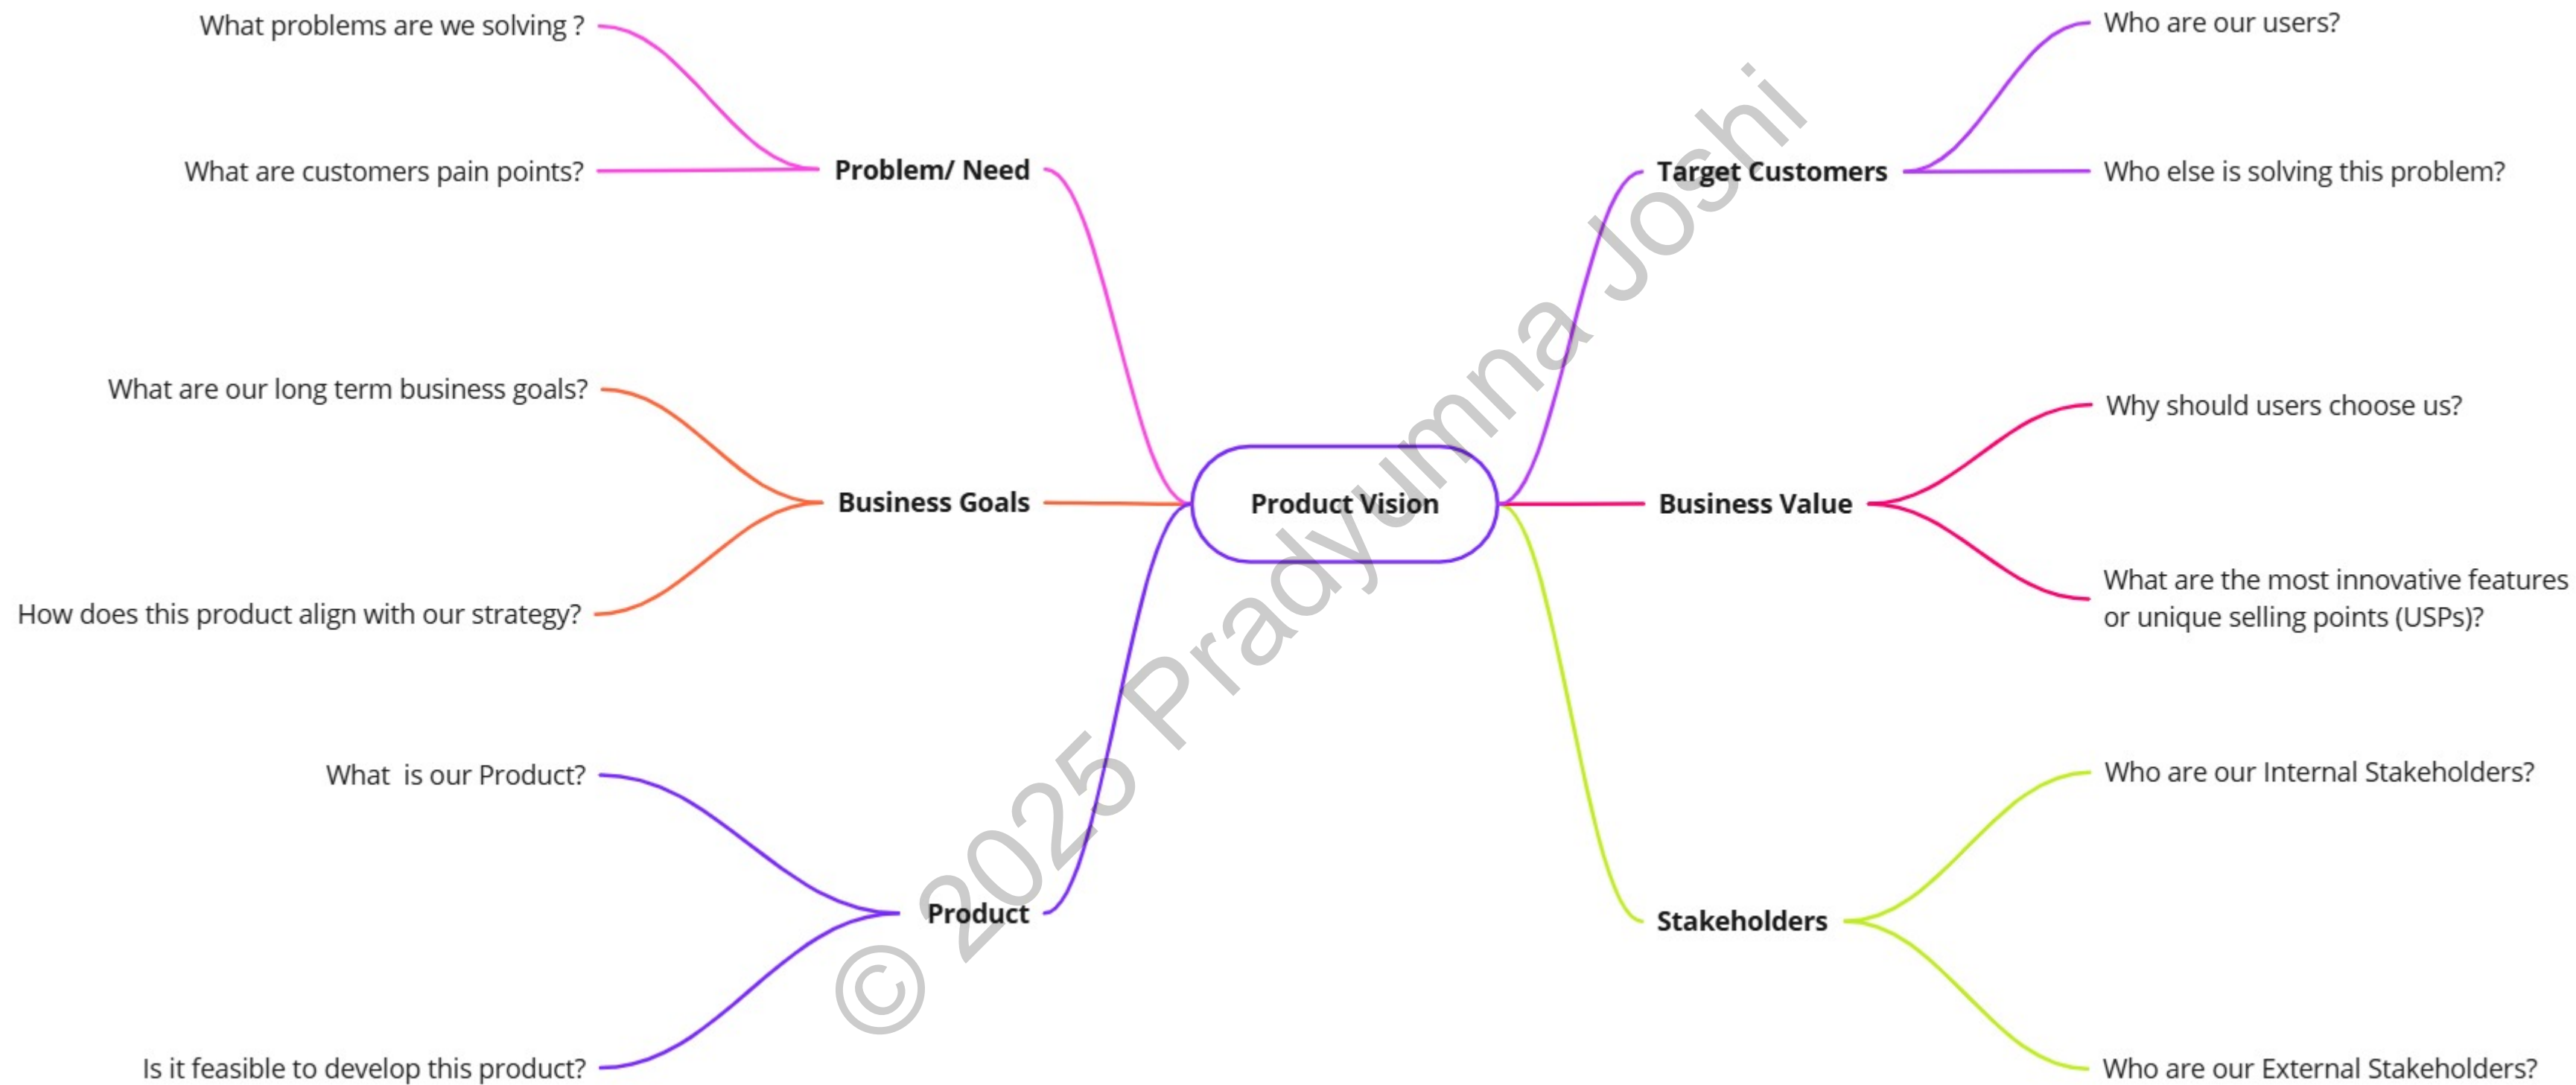 What problems are we solving ?
What are customers pain points?
Problem/ Need
What are our long term business goals?
How does this product align with our strategy?
Business Goals
What  is our Product?
Is it feasible to develop this product?
Product
Product Vision
Target Customers
Who are our users?
Who else is solving this problem?
Business Value
Why should users choose us?
What are the most innovative features
or unique selling points (USPs)?
Stakeholders
Who are our Internal Stakeholders?
Who are our External Stakeholders?
© 2025 Pradyumna Joshi